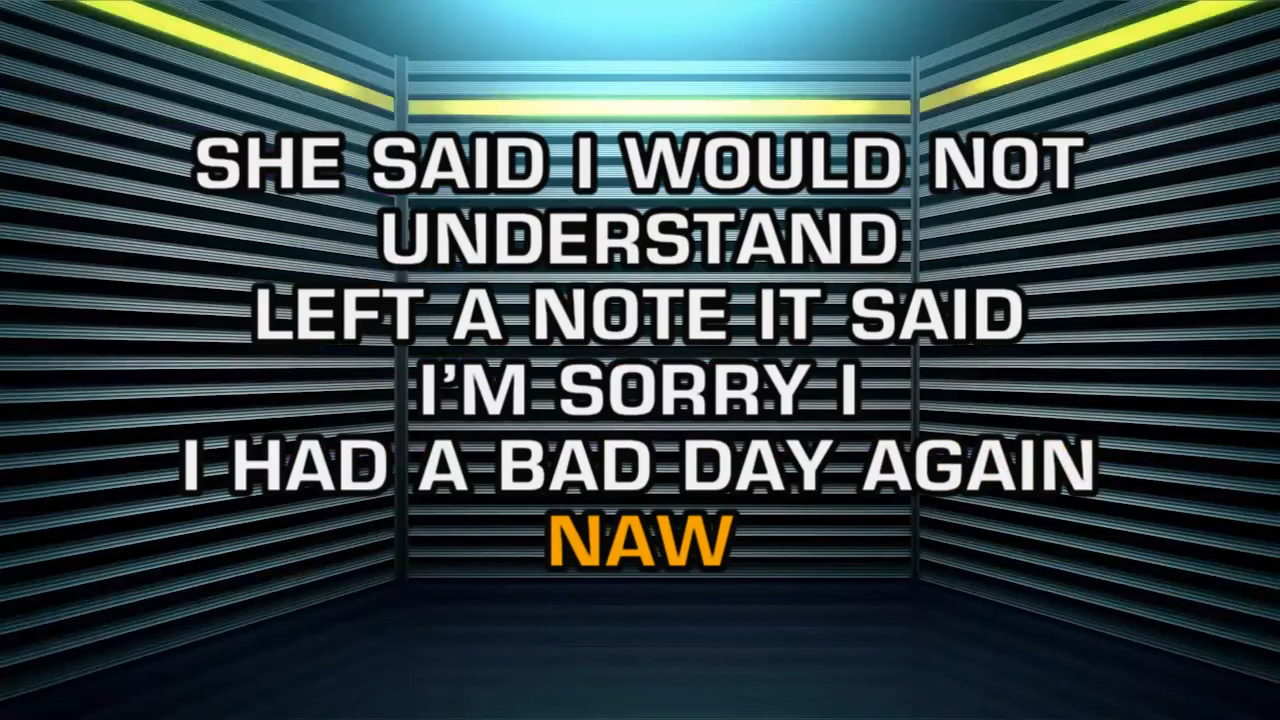 SHE SAID I WOULD NOT
UNDERSTAND
LEFT A NOTE IT SAID
I'M SORRY I
I HAD A BAD DAY AGAIN
NAW